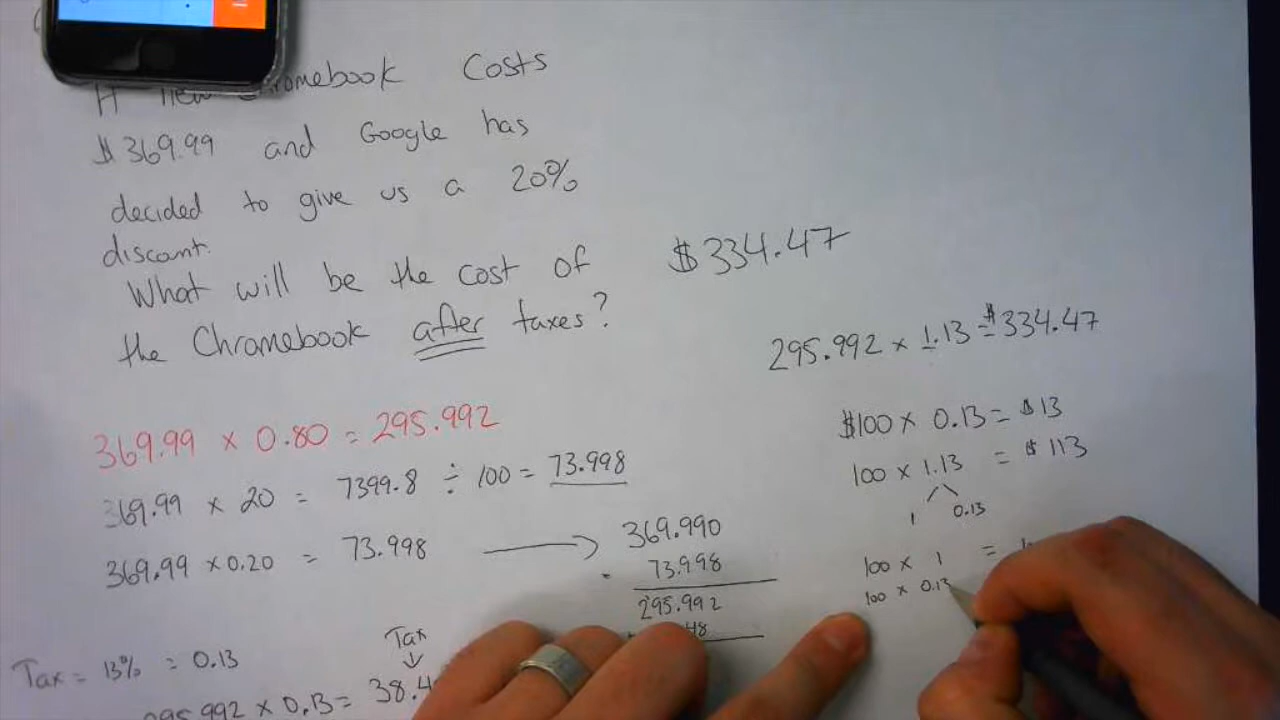 Chromebook Costs
$369.99 and Google has
decided to give us a 20%
discount.
What will be the cost of
the Chromebook after taxes?
369.99 x 0.80 = 295.992
369.99 x 20 = 7399.8 ÷ 100 = 73.998
369.99 x 0.20 = 73.998
369.990
73.998
295.992
48
Tax = 13% = 0.13
Tax
295.992 x 0.13 = 38.4
$334.47
295.992 x 1.13 = $334.47
$100 x 0.13 = $13
100 x 1.13 = $113
1 0.13
100 x 1 =
100 x 0.13